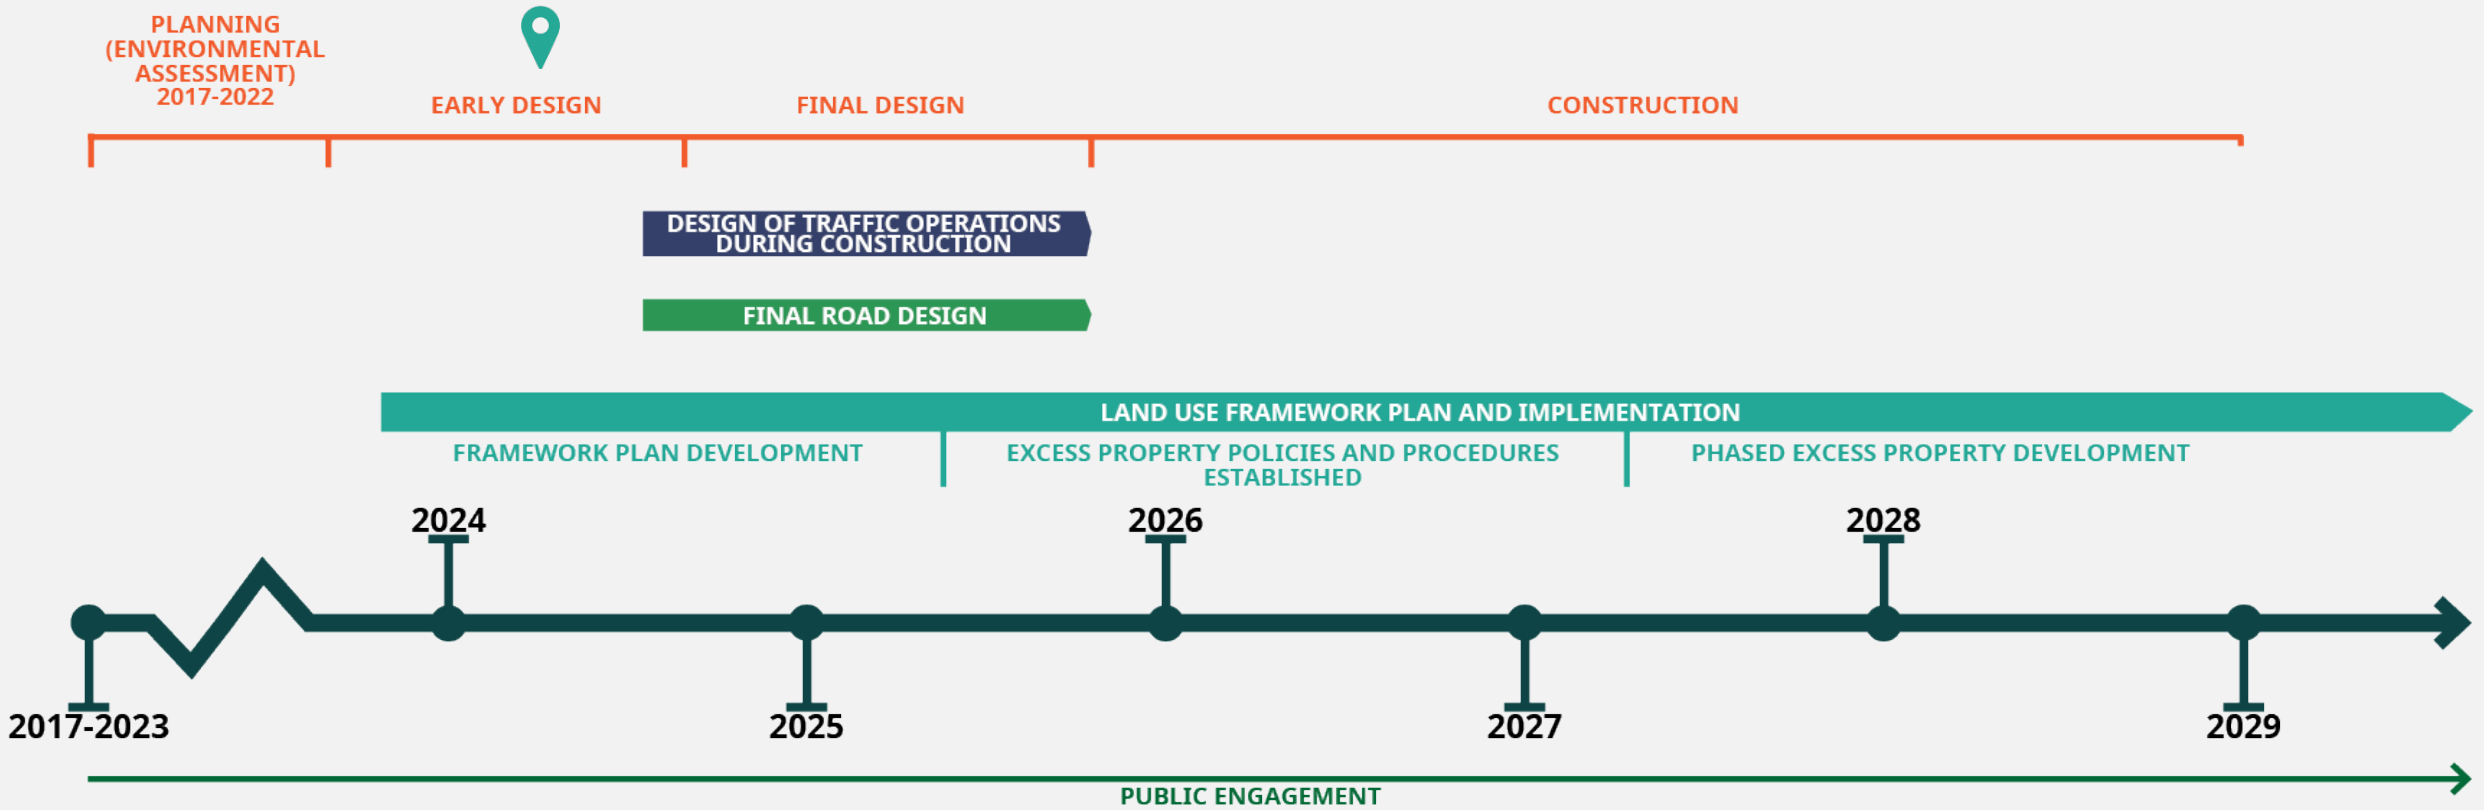 PLANNING
(ENVIRONMENTAL
ASSESSMENT)
2017-2022
EARLY DESIGN
FINAL DESIGN
CONSTRUCTION
DESIGN OF TRAFFIC OPERATIONS
DURING CONSTRUCTION
FINAL ROAD DESIGN
LAND USE FRAMEWORK PLAN AND IMPLEMENTATION
FRAMEWORK PLAN DEVELOPMENT
EXCESS PROPERTY POLICIES AND PROCEDURES
ESTABLISHED
PHASED EXCESS PROPERTY DEVELOPMENT
2024
2026
2028
2017-2023
2025
2027
2029
PUBLIC ENGAGEMENT